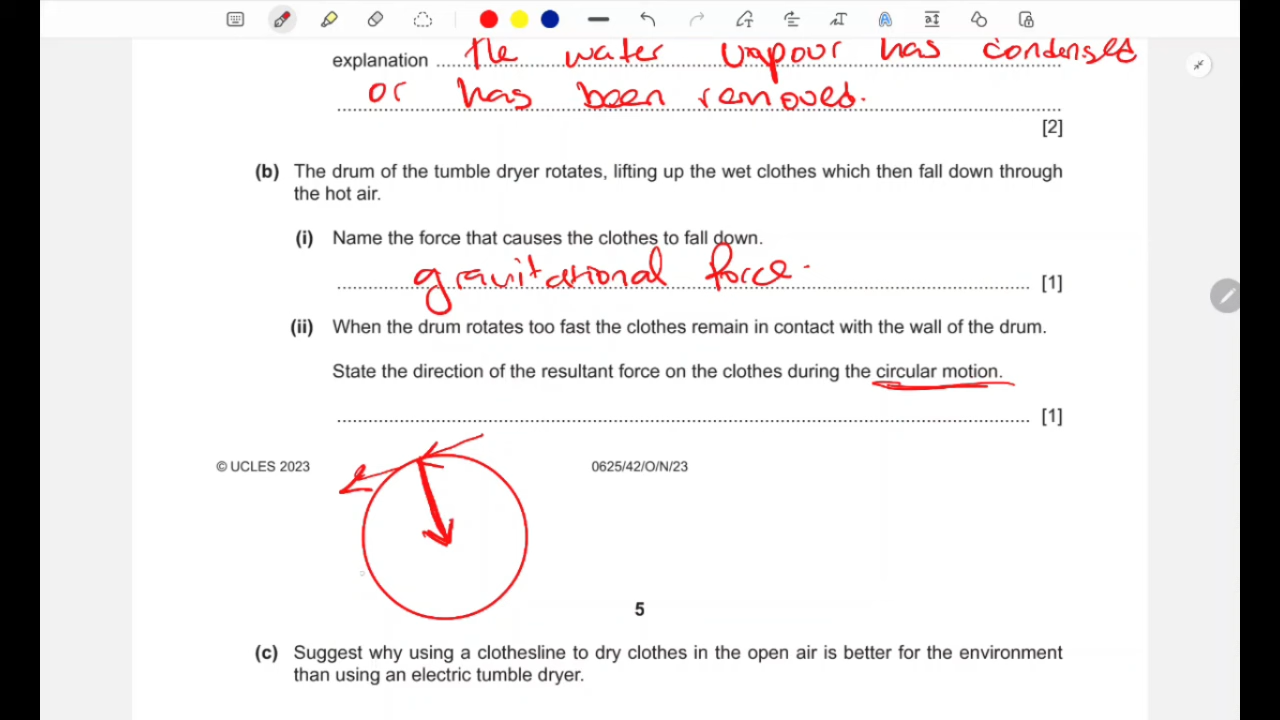 explanation the water vapour has condensed
or has been removed.
[2]
(b) The drum of the tumble dryer rotates, lifting up the wet clothes which then fall down through
the hot air.
(i) Name the force that causes the clothes to fall down.
gravitational force.
[1]
(ii) When the drum rotates too fast the clothes remain in contact with the wall of the drum.
State the direction of the resultant force on the clothes during the circular motion.
[1]
© UCLES 2023 0625/42/O/N/23
5
(c) Suggest why using a clothesline to dry clothes in the open air is better for the environment
than using an electric tumble dryer.